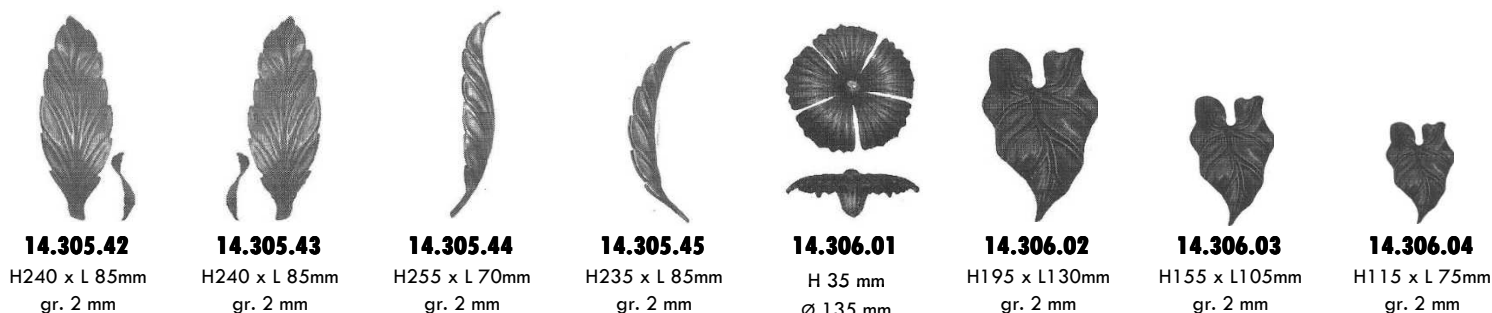 14.305.42 14.305.43 14.305.44 14.305.45 14.306.01 14.306.02 14.306.03 14.306.04
H240 x L 85mm H240 x L 85mm H255 x L 70mm H235 x L 85mm H 35 mm H195 x L130mm H155 x L105mm H115 x L 75mm
gr. 2 mm gr. 2 mm gr. 2 mm gr. 2 mm Ø 135 mm gr. 2 mm gr. 2 mm gr. 2 mm